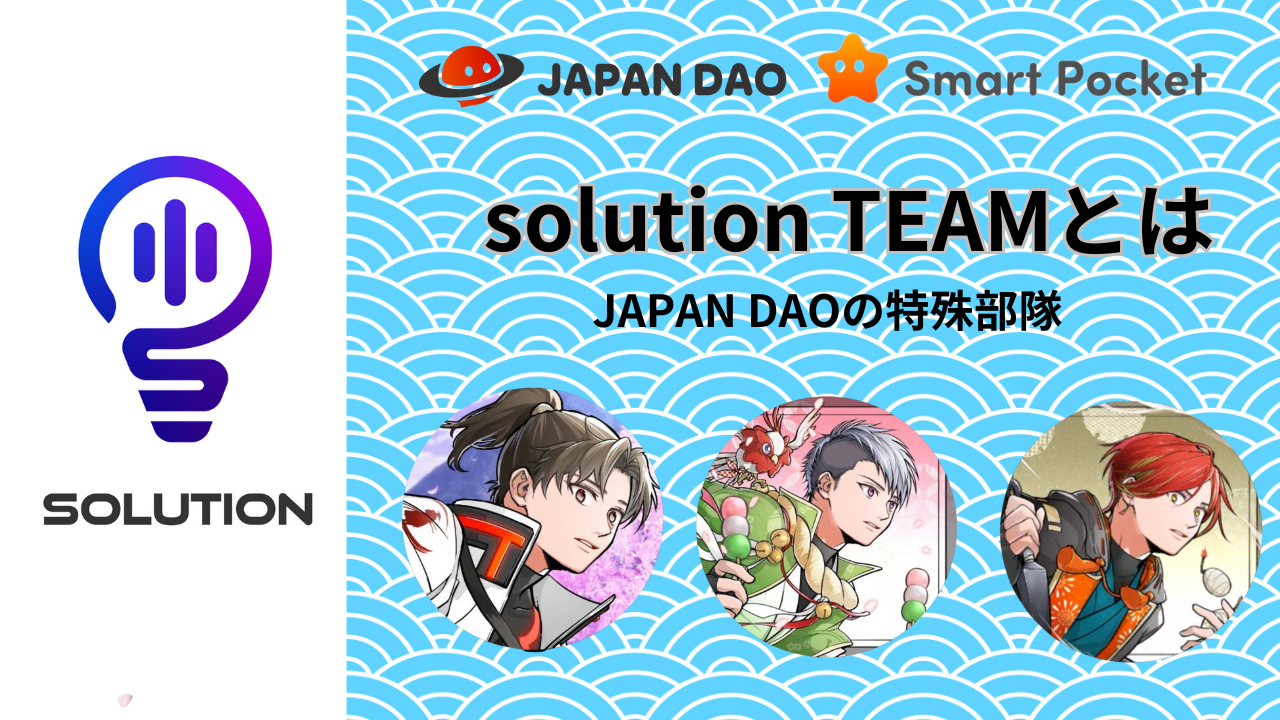 JAPAN DAO
Smart Pocket
solution TEAMとは
JAPAN DAOの特殊部隊
SOLUTION